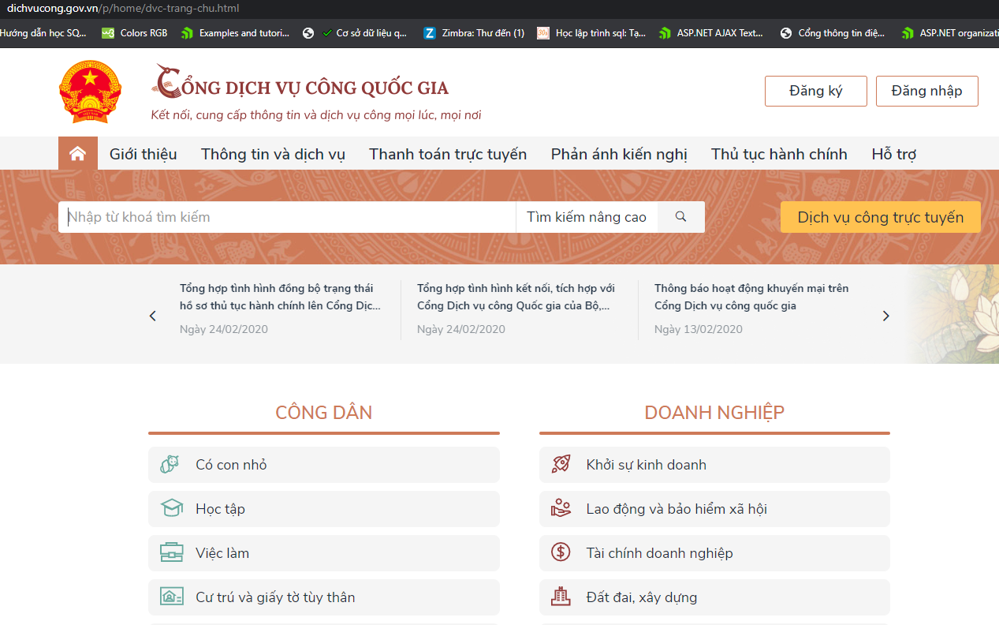 dichvucong.gov.vn/p/home/dvc-trang-chu.html
Hướng dẫn học SQ... Colors RGB Examples and tutori... Cơ sở dữ liệu q... Zimbra: Thư đến (1) Học lập trình sql: Tạ... ASP.NET AJAX Text... Cổng thông tin điệ... ASP.NET organizati
CỔNG DỊCH VỤ CÔNG QUỐC GIA
Kết nối, cung cấp thông tin và dịch vụ công mọi lúc, mọi nơi
Đăng ký Đăng nhập
Giới thiệu Thông tin và dịch vụ Thanh toán trực tuyến Phản ánh kiến nghị Thủ tục hành chính Hỗ trợ
Nhập từ khoá tìm kiếm Tìm kiếm nâng cao Dịch vụ công trực tuyến
Tổng hợp tình hình đồng bộ trạng thái
hồ sơ thủ tục hành chính lên Cổng Dịc...
Ngày 24/02/2020
Tổng hợp tình hình kết nối, tích hợp với
Cổng Dịch vụ công Quốc gia của Bộ,...
Ngày 24/02/2020
Thông báo hoạt động khuyến mại trên
Cổng Dịch vụ công quốc gia
Ngày 13/02/2020
CÔNG DÂN
Có con nhỏ
Học tập
Việc làm
Cư trú và giấy tờ tùy thân
DOANH NGHIỆP
Khởi sự kinh doanh
Lao động và bảo hiểm xã hội
Tài chính doanh nghiệp
Đất đai, xây dựng